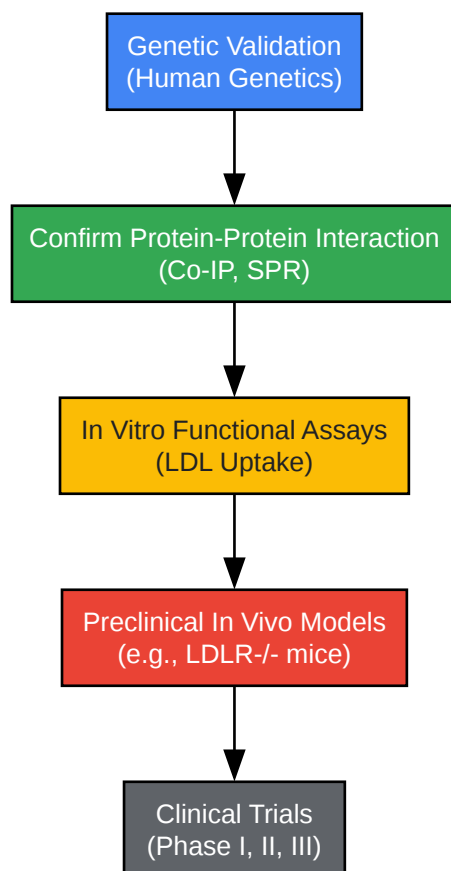 Genetic Validation
(Human Genetics)
Confirm Protein-Protein Interaction
(Co-IP, SPR)
In Vitro Functional Assays
(LDL Uptake)
Preclinical In Vivo Models
(e.g., LDLR-/- mice)
Clinical Trials
(Phase I, II, III)